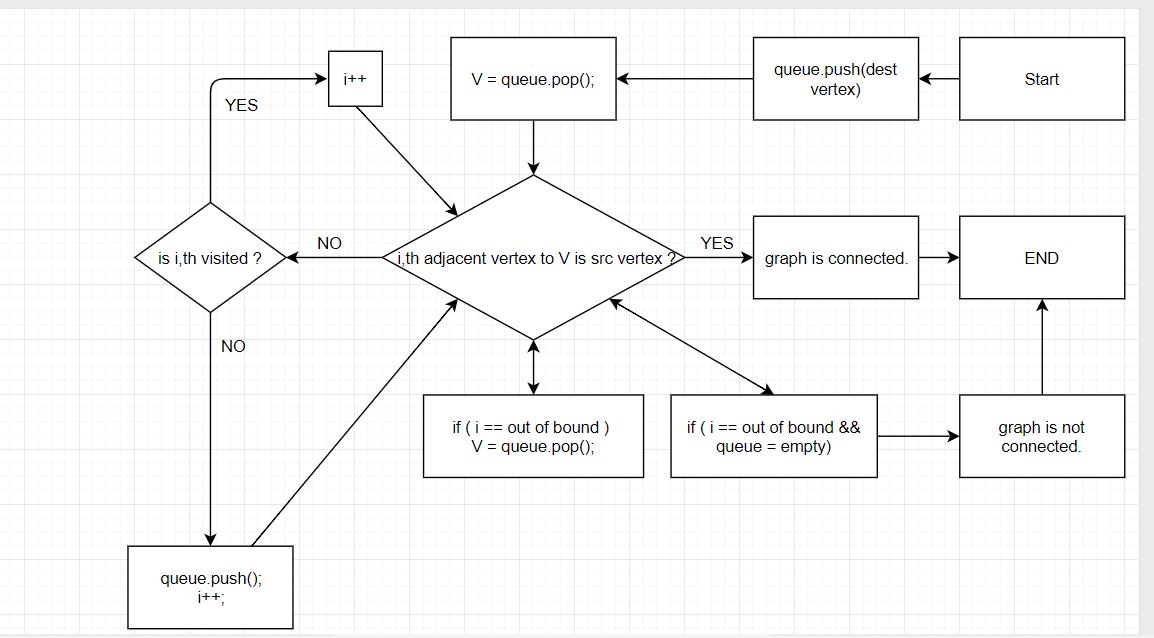 i++
V = queue.pop();
queue.push(dest
vertex)
Start
YES
is i,th visited ?
NO
i,th adjacent vertex to V is src vertex ?
YES
graph is connected.
END
NO
if ( i == out of bound )
V = queue.pop();
if ( i == out of bound &&
queue = empty)
graph is not
connected.
queue.push();
i++;